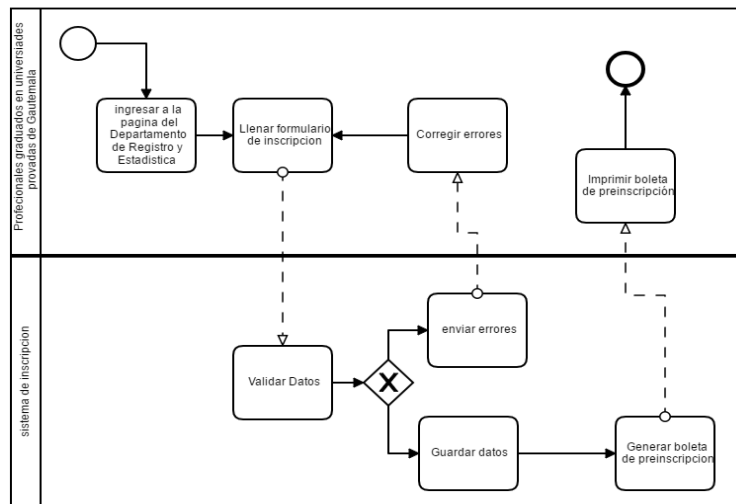 Profecionales graduados en universiades
provadas de Gautemala
ingresar a la
pagina del
Departamento
de Registro y
Estadistica
Llenar formulario
de inscripcion
Corregir errores
Imprimir boleta
de preinscripción
sistema de inscripcion
Validar Datos
X
enviar errores
Guardar datos
Generar boleta
de preinscripcion